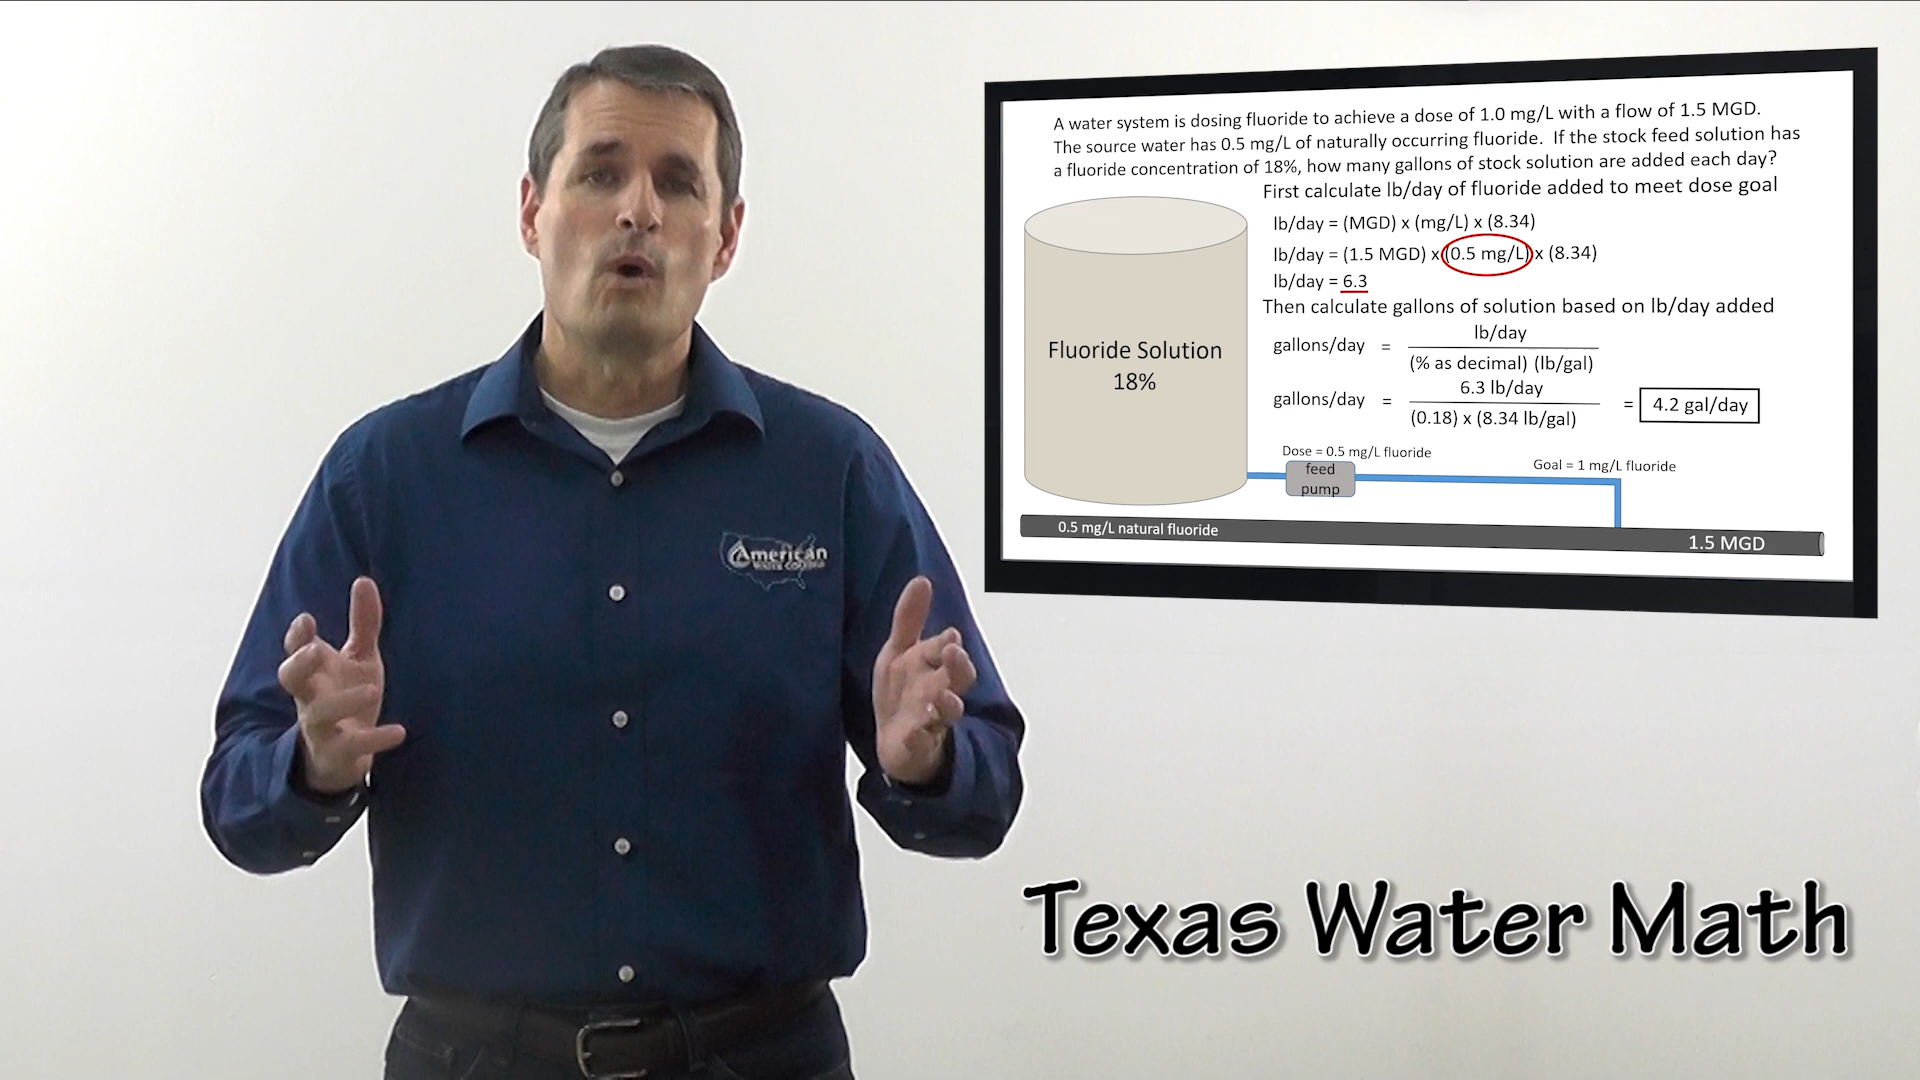 A water system is dosing fluoride to achieve a dose of 1.0 mg/L with a flow of 1.5 MGD.
The source water has 0.5 mg/L of naturally occurring fluoride.  If the stock feed solution has
a fluoride concentration of 18%, how many gallons of stock solution are added each day?
First calculate lb/day of fluoride added to meet dose goal
lb/day = (MGD) x (mg/L) x (8.34)
lb/day = (1.5 MGD) x (0.5 mg/L) x (8.34)
lb/day = 6.3
Then calculate gallons of solution based on lb/day added
lb/day
gallons/day =
(% as decimal) (lb/gal)
6.3 lb/day
gallons/day = = 4.2 gal/day
(0.18) x (8.34 lb/gal)
Fluoride Solution
18%
Dose = 0.5 mg/L fluoride
feed
pump
Goal = 1 mg/L fluoride
0.5 mg/L natural fluoride
1.5 MGD
American
WATER COLLEGE
Texas Water Math